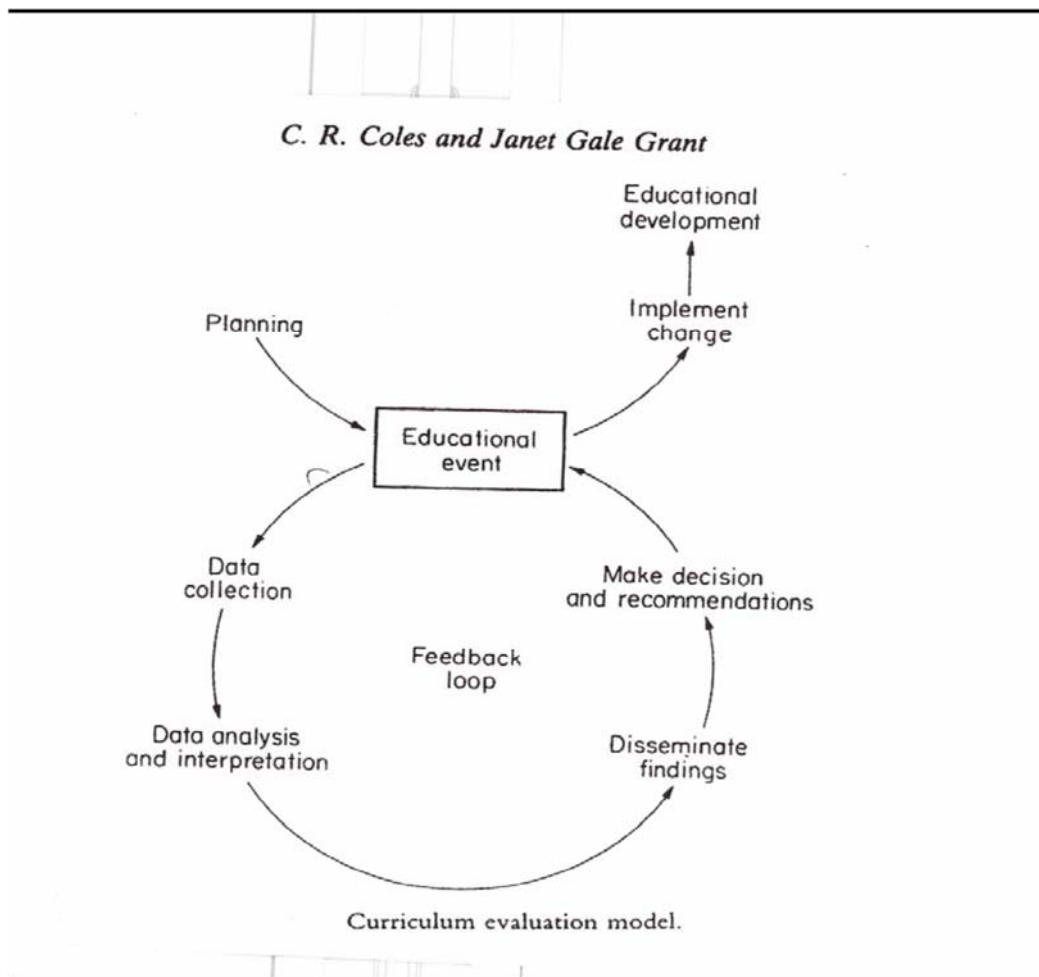 C. R. Coles and Janet Gale Grant
Educational
development
Implement
change
Planning
Educational
event
Data
collection
Make decision
and recommendations
Feedback
loop
Data analysis
and interpretation
Disseminate
findings
Curriculum evaluation model.